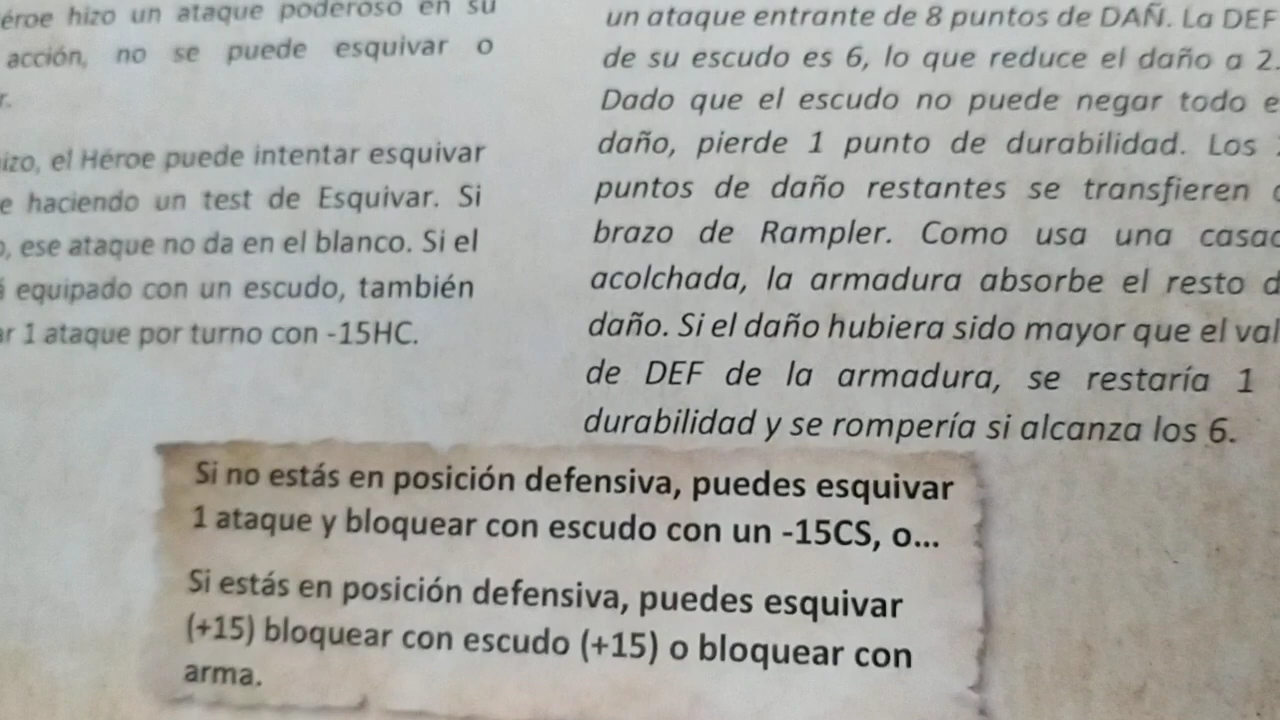 éroe hizo un ataque poderoso en su
acción, no se puede esquivar o
r.
izo, el Héroe puede intentar esquivar
e haciendo un test de Esquivar. Si
o, ese ataque no da en el blanco. Si el
á equipado con un escudo, también
ar 1 ataque por turno con -15HC.
un ataque entrante de 8 puntos de DAÑ. La DEF
de su escudo es 6, lo que reduce el daño a 2.
Dado que el escudo no puede negar todo e
daño, pierde 1 punto de durabilidad. Los
puntos de daño restantes se transfieren
brazo de Rampler. Como usa una casac
acolchada, la armadura absorbe el resto d
daño. Si el daño hubiera sido mayor que el val
de DEF de la armadura, se restaría 1
durabilidad y se rompería si alcanza los 6.
Si no estás en posición defensiva, puedes esquivar
1 ataque y bloquear con escudo con un -15CS, o...
Si estás en posición defensiva, puedes esquivar
(+15) bloquear con escudo (+15) o bloquear con
arma.